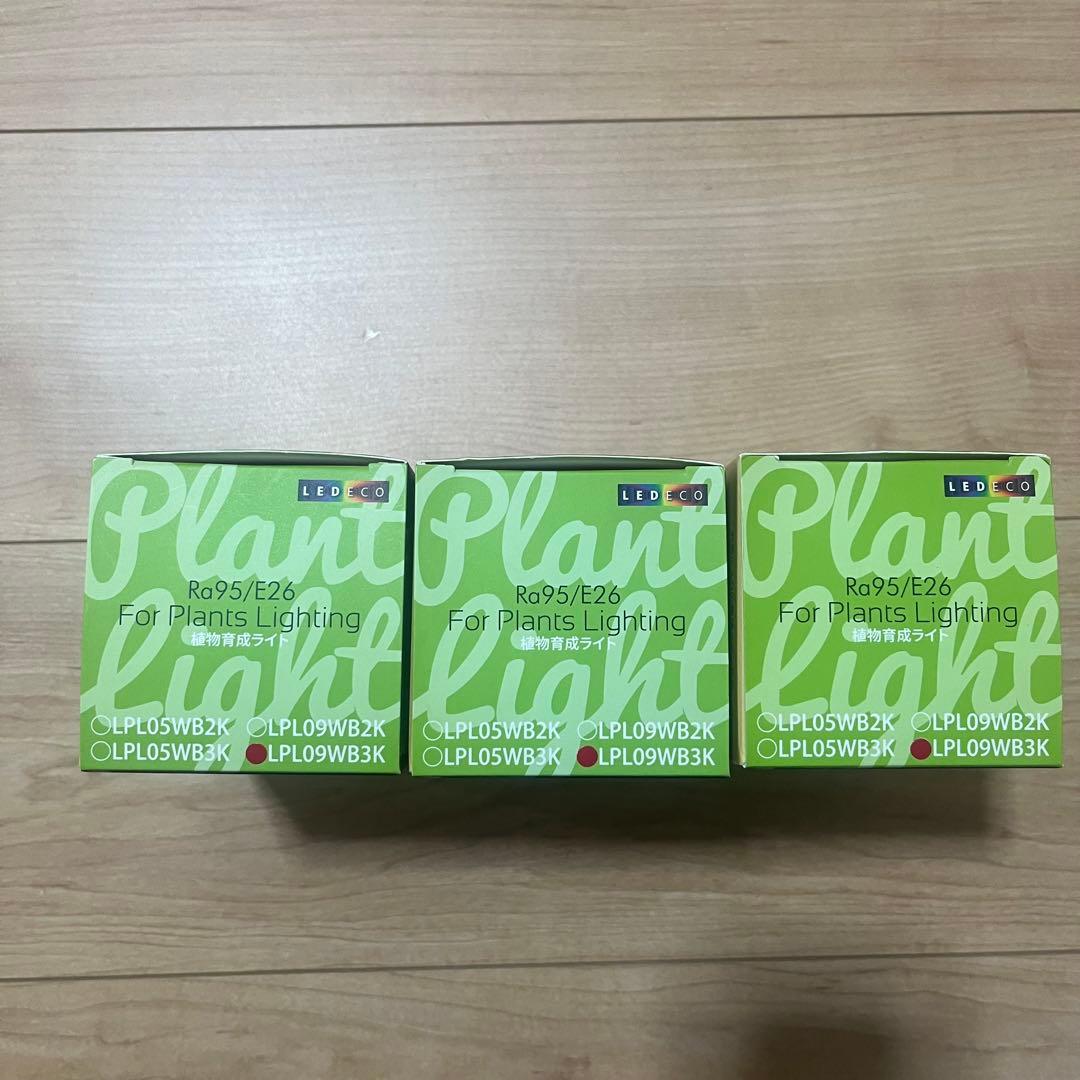 Plant
Light
LEDECO
Ra95/E26
For Plants Lighting
植物育成ライト
○LPL05WB2K ○LPL09WB2K
○LPL05WB3K ●LPL09WB3K
Plant
Light
LEDECO
Ra95/E26
For Plants Lighting
植物育成ライト
○LPL05WB2K ○LPL09WB2K
○LPL05WB3K ●LPL09WB3K
Plant
Light
LEDECO
Ra95/E26
For Plants Lighting
植物育成ライト
○LPL05WB2K ○LPL09WB2K
○LPL05WB3K ●LPL09WB3K